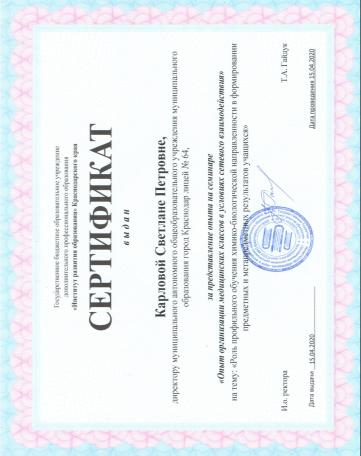 Государственное бюджетное образовательное учреждение
дополнительного профессионального образования
«Институт развития образования» Краснодарского края
СЕРТИФИКАТ
выдан
Карловой Светлане Петровне,
директору муниципального автономного общеобразовательного учреждения муниципального
образования город Краснодар лицей № 64,
за представление опыта на семинаре
«Опыт организации медицинских классов в условиях сетевого взаимодействия»
на тему: «Роль профильного обучения химико-биологической направленности в формировании
предметных и метапредметных результатов учащихся»
И.о. ректора Т.А. Гайдук
Дата выдачи 15.04.2020 Дата проведения 15.04.2020